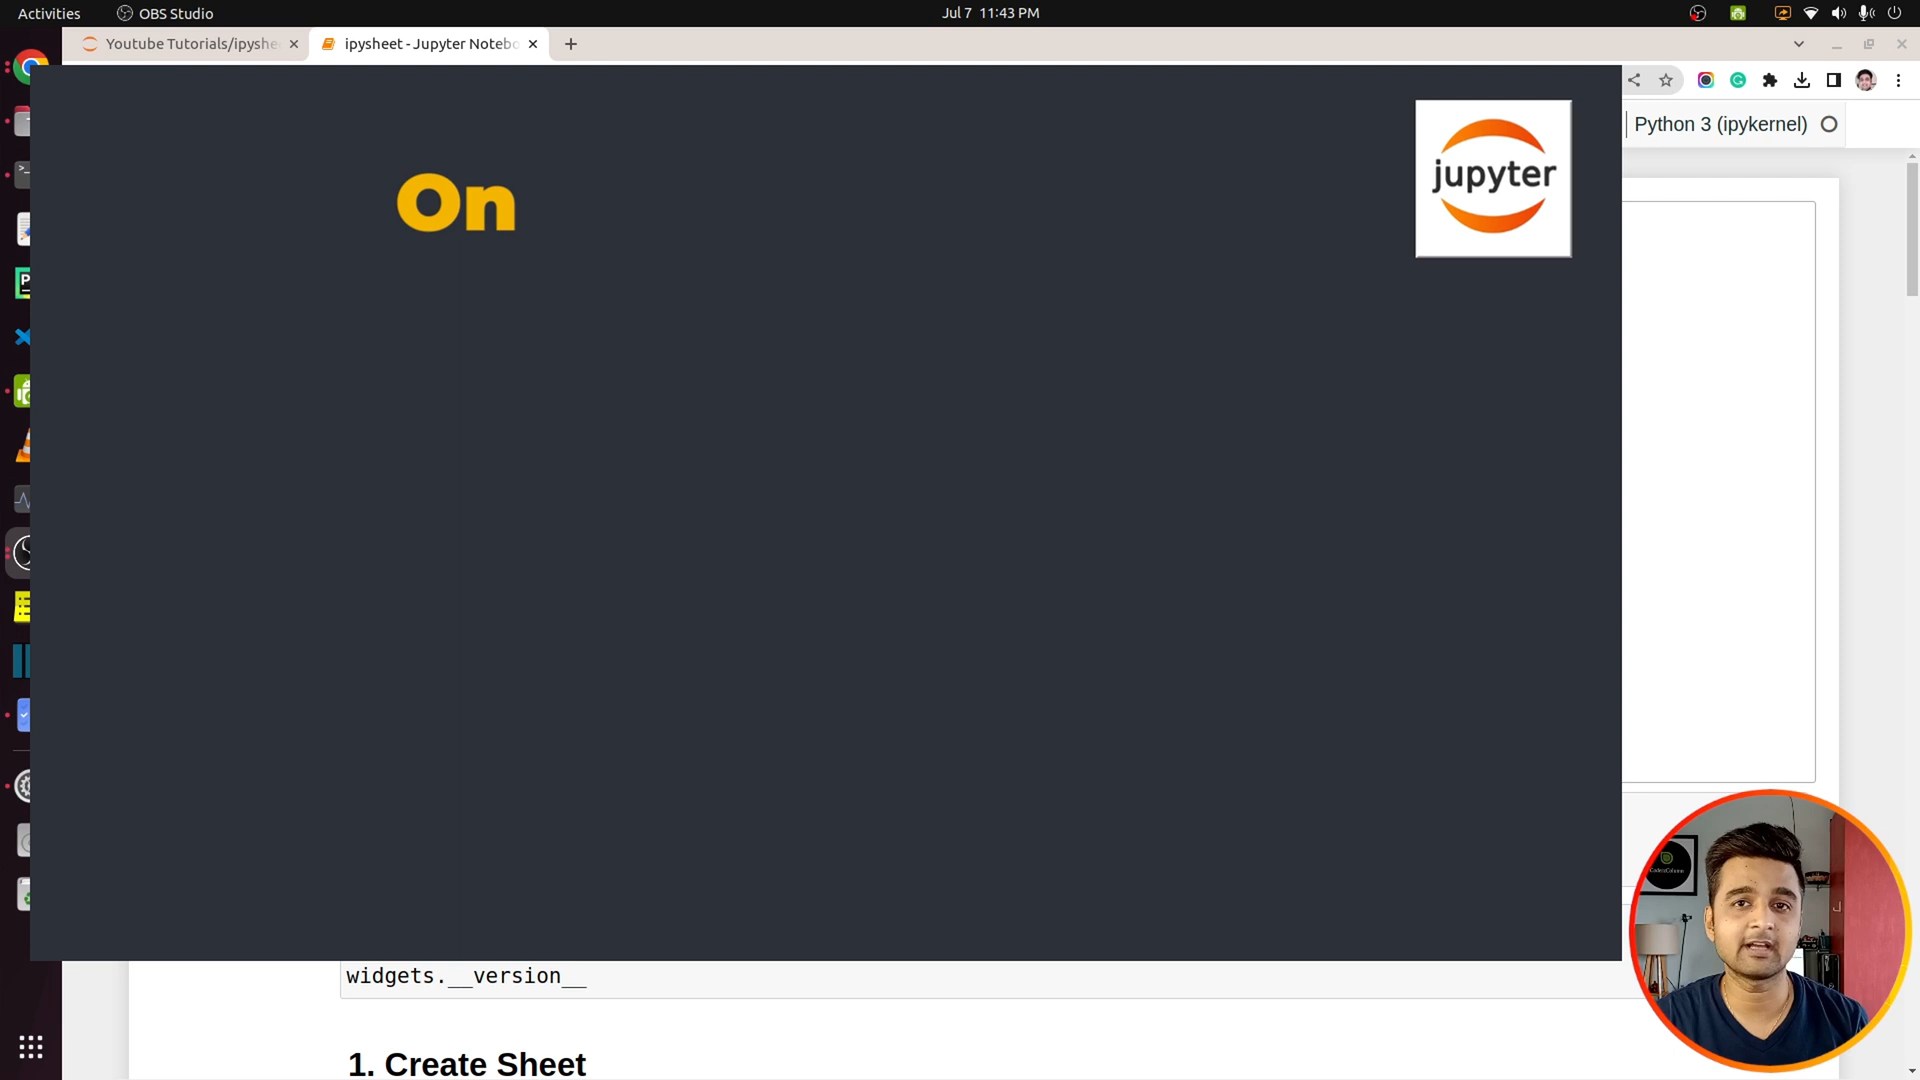 Activities
OBS Studio
Jul 7 11:43 PM
Youtube Tutorials/ipyshe
ipysheet - Jupyter Notebo
Python 3 (ipykernel)
jupyter
On
widgets.__version__
1. Create Sheet